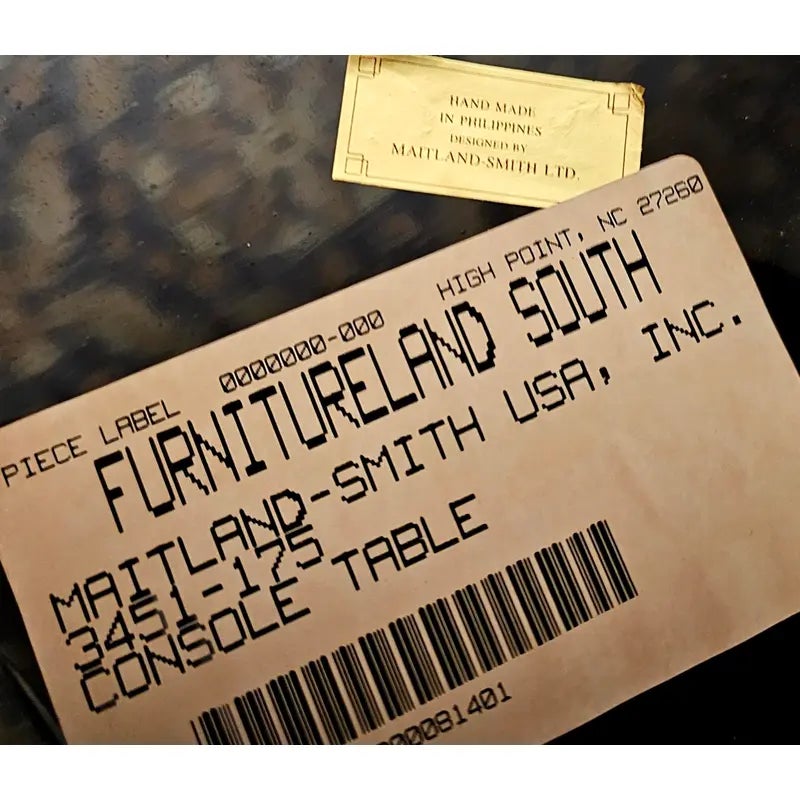 HAND MADE
IN PHILIPPINES
DESIGNED BY
MAITLAND-SMITH LTD.
PIECE LABEL 0000000-000 HIGH POINT, NC 27260
FURNITURELAND SOUTH
MAITLAND-SMITH USA, INC.
3451-175
CONSOLE TABLE
00081401